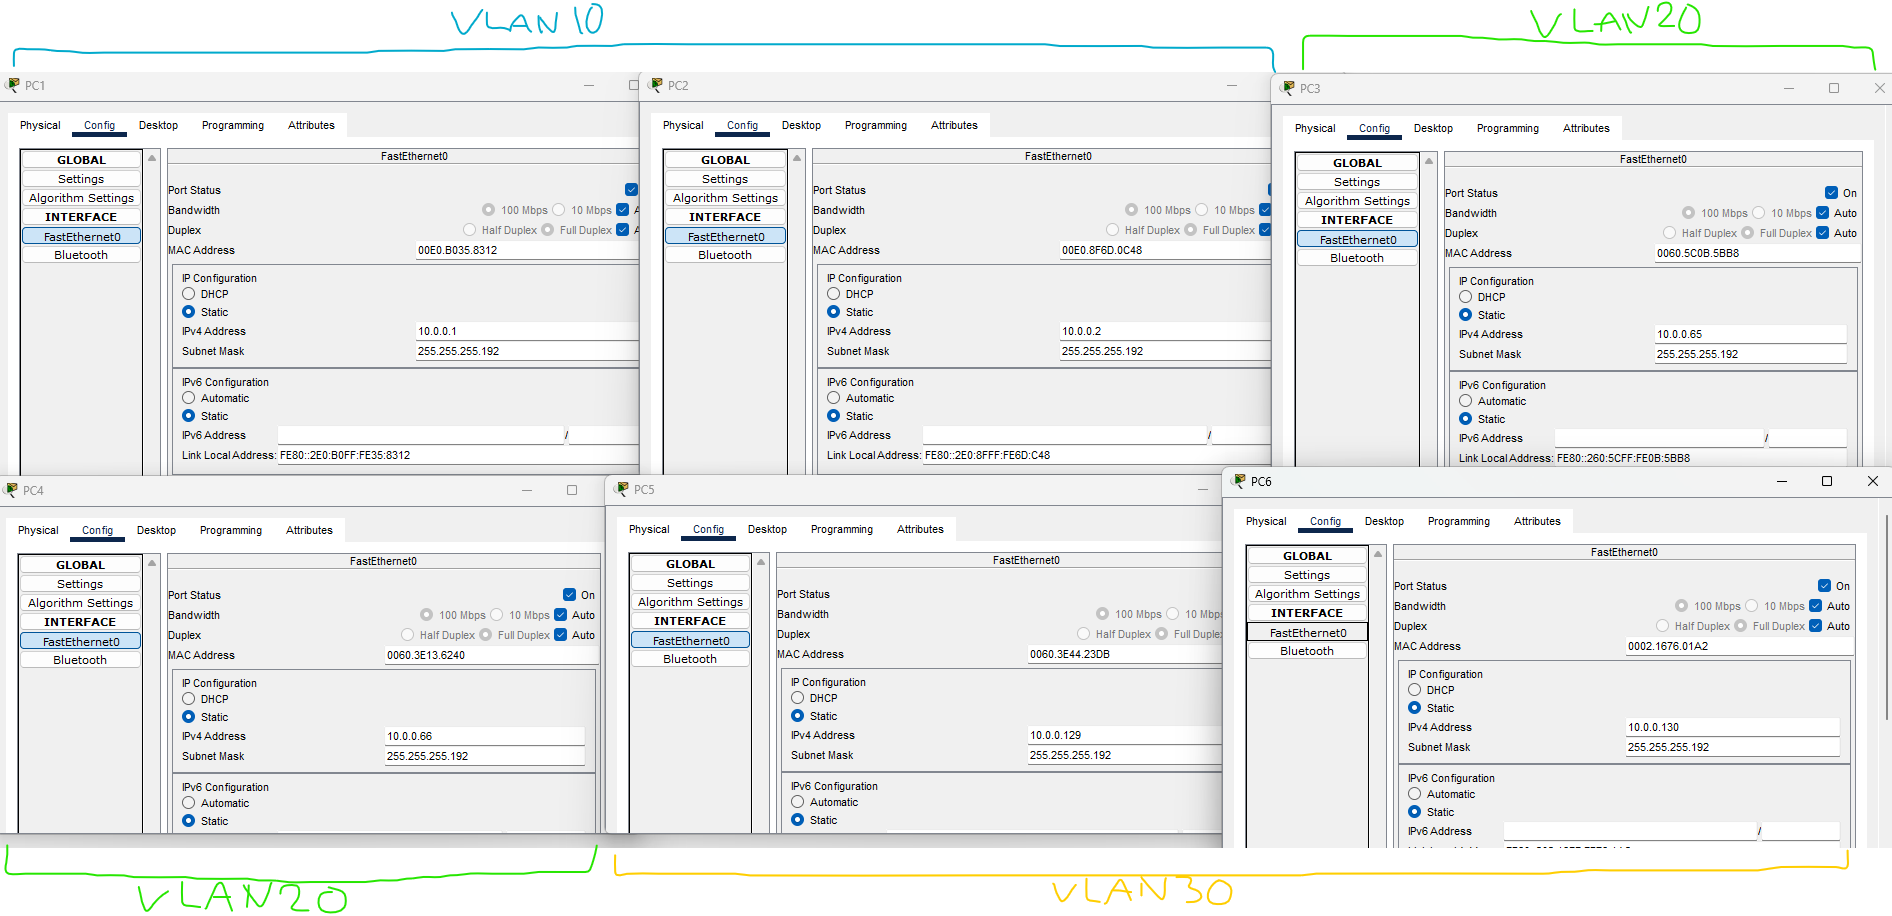 VLAN10
VLAN20
PC1
Physical Config Desktop Programming Attributes
GLOBAL
Settings
Algorithm Settings
INTERFACE
FastEthernet0
Bluetooth
FastEthernet0
Port Status
Bandwidth 100 Mbps 10 Mbps
Duplex Half Duplex Full Duplex
MAC Address 00E0.B035.8312
IP Configuration
DHCP
Static
IPv4 Address 10.0.0.1
Subnet Mask 255.255.255.192
IPv6 Configuration
Automatic
Static
IPv6 Address /
Link Local Address: FE80::2E0:B0FF:FE35:8312
PC2
Physical Config Desktop Programming Attributes
GLOBAL
Settings
Algorithm Settings
INTERFACE
FastEthernet0
Bluetooth
FastEthernet0
Port Status
Bandwidth 100 Mbps 10 Mbps
Duplex Half Duplex Full Duplex
MAC Address 00E0.8F6D.0C48
IP Configuration
DHCP
Static
IPv4 Address 10.0.0.2
Subnet Mask 255.255.255.192
IPv6 Configuration
Automatic
Static
IPv6 Address /
Link Local Address: FE80::2E0:8FFF:FE6D:C48
PC3
Physical Config Desktop Programming Attributes
GLOBAL
Settings
Algorithm Settings
INTERFACE
FastEthernet0
Bluetooth
FastEthernet0
Port Status On
Bandwidth 100 Mbps 10 Mbps Auto
Duplex Half Duplex Full Duplex Auto
MAC Address 0060.5C0B.5BB8
IP Configuration
DHCP
Static
IPv4 Address 10.0.0.65
Subnet Mask 255.255.255.192
IPv6 Configuration
Automatic
Static
IPv6 Address /
Link Local Address: FE80::260:5CFF:FE0B:5BB8
PC4
Physical Config Desktop Programming Attributes
GLOBAL
Settings
Algorithm Settings
INTERFACE
FastEthernet0
Bluetooth
FastEthernet0
Port Status On
Bandwidth 100 Mbps 10 Mbps Auto
Duplex Half Duplex Full Duplex Auto
MAC Address 0060.3E13.6240
IP Configuration
DHCP
Static
IPv4 Address 10.0.0.66
Subnet Mask 255.255.255.192
IPv6 Configuration
Automatic
Static
PC5
Physical Config Desktop Programming Attributes
GLOBAL
Settings
Algorithm Settings
INTERFACE
FastEthernet0
Bluetooth
FastEthernet0
Port Status
Bandwidth 100 Mbps 10 Mbps
Duplex Half Duplex Full Duplex
MAC Address 0060.3E44.23DB
IP Configuration
DHCP
Static
IPv4 Address 10.0.0.129
Subnet Mask 255.255.255.192
IPv6 Configuration
Automatic
Static
PC6
Physical Config Desktop Programming Attributes
GLOBAL
Settings
Algorithm Settings
INTERFACE
FastEthernet0
Bluetooth
FastEthernet0
Port Status On
Bandwidth 100 Mbps 10 Mbps Auto
Duplex Half Duplex Full Duplex Auto
MAC Address 0002.1676.01A2
IP Configuration
DHCP
Static
IPv4 Address 10.0.0.130
Subnet Mask 255.255.255.192
IPv6 Configuration
Automatic
Static
IPv6 Address /
VLAN20
VLAN30